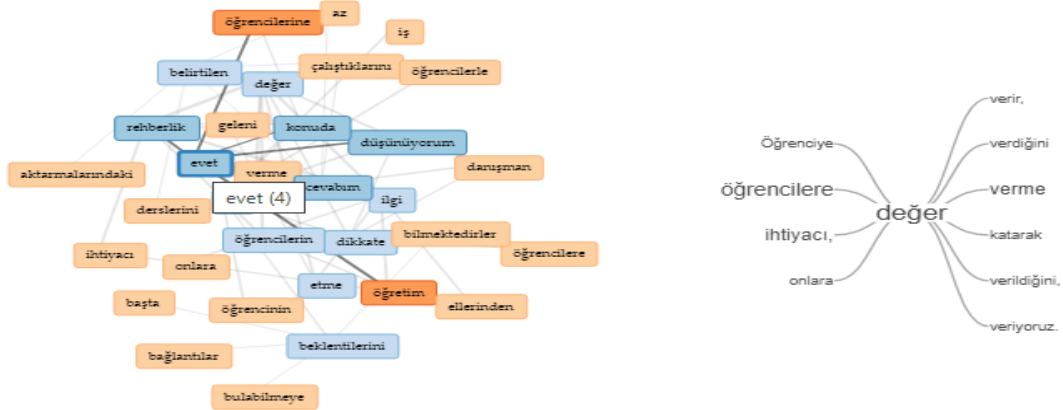 öğrencilerine
az
iş
belirtilen
değer
çalıştıklarını
öğrencilerle
rehberlik
geleni
konuda
düşünüyorum
evet
aktarmalarındaki
verme
cevabım
danışman
evet (4)
derslerini
ilgi
ihtiyacı
onlara
öğrencilerin
dikkate
bilmektedirler
öğrencilere
etme
öğretim
başta
öğrencinin
ellerinden
bağlantılar
beklentilerini
bulabilmeye
Öğrenciye
öğrencilere
ihtiyacı,
onlara
değer
verir,
verdiğini
verme
katarak
verildiğini,
veriyoruz.